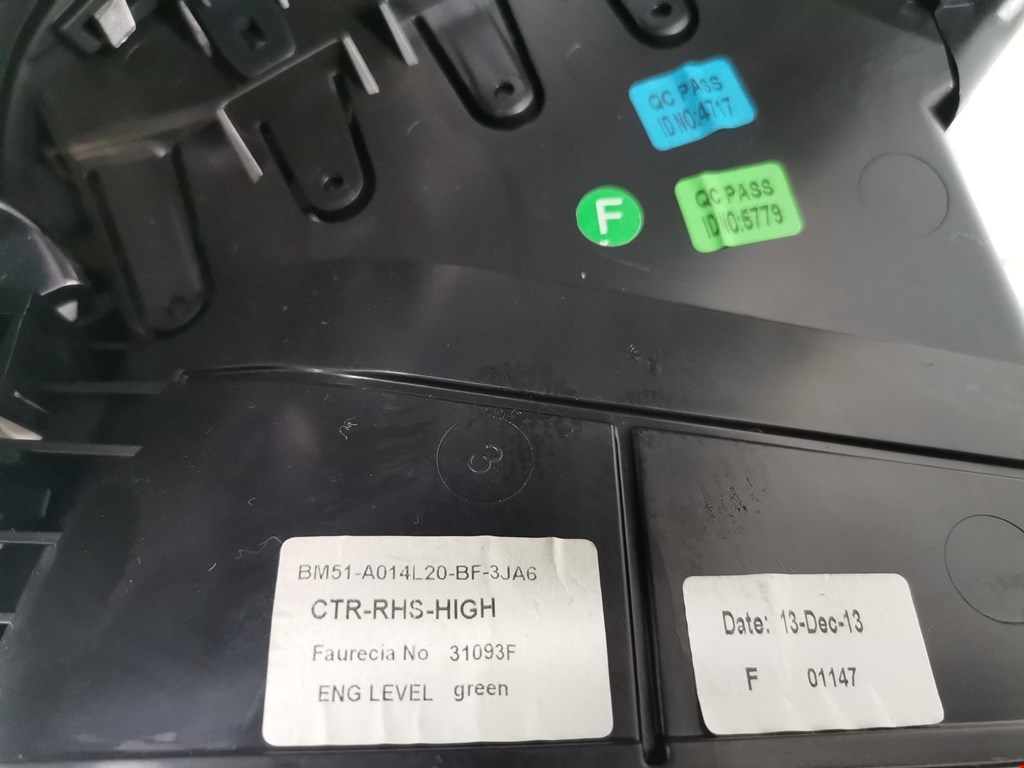 QC PASS
ID NO:4717
F
QC PASS
ID NO:5779
3
BM51-A014L20-BF-3JA6
CTR-RHS-HIGH
Faurecia No 31093F
ENG LEVEL green
Date: 13-Dec-13
F 01147